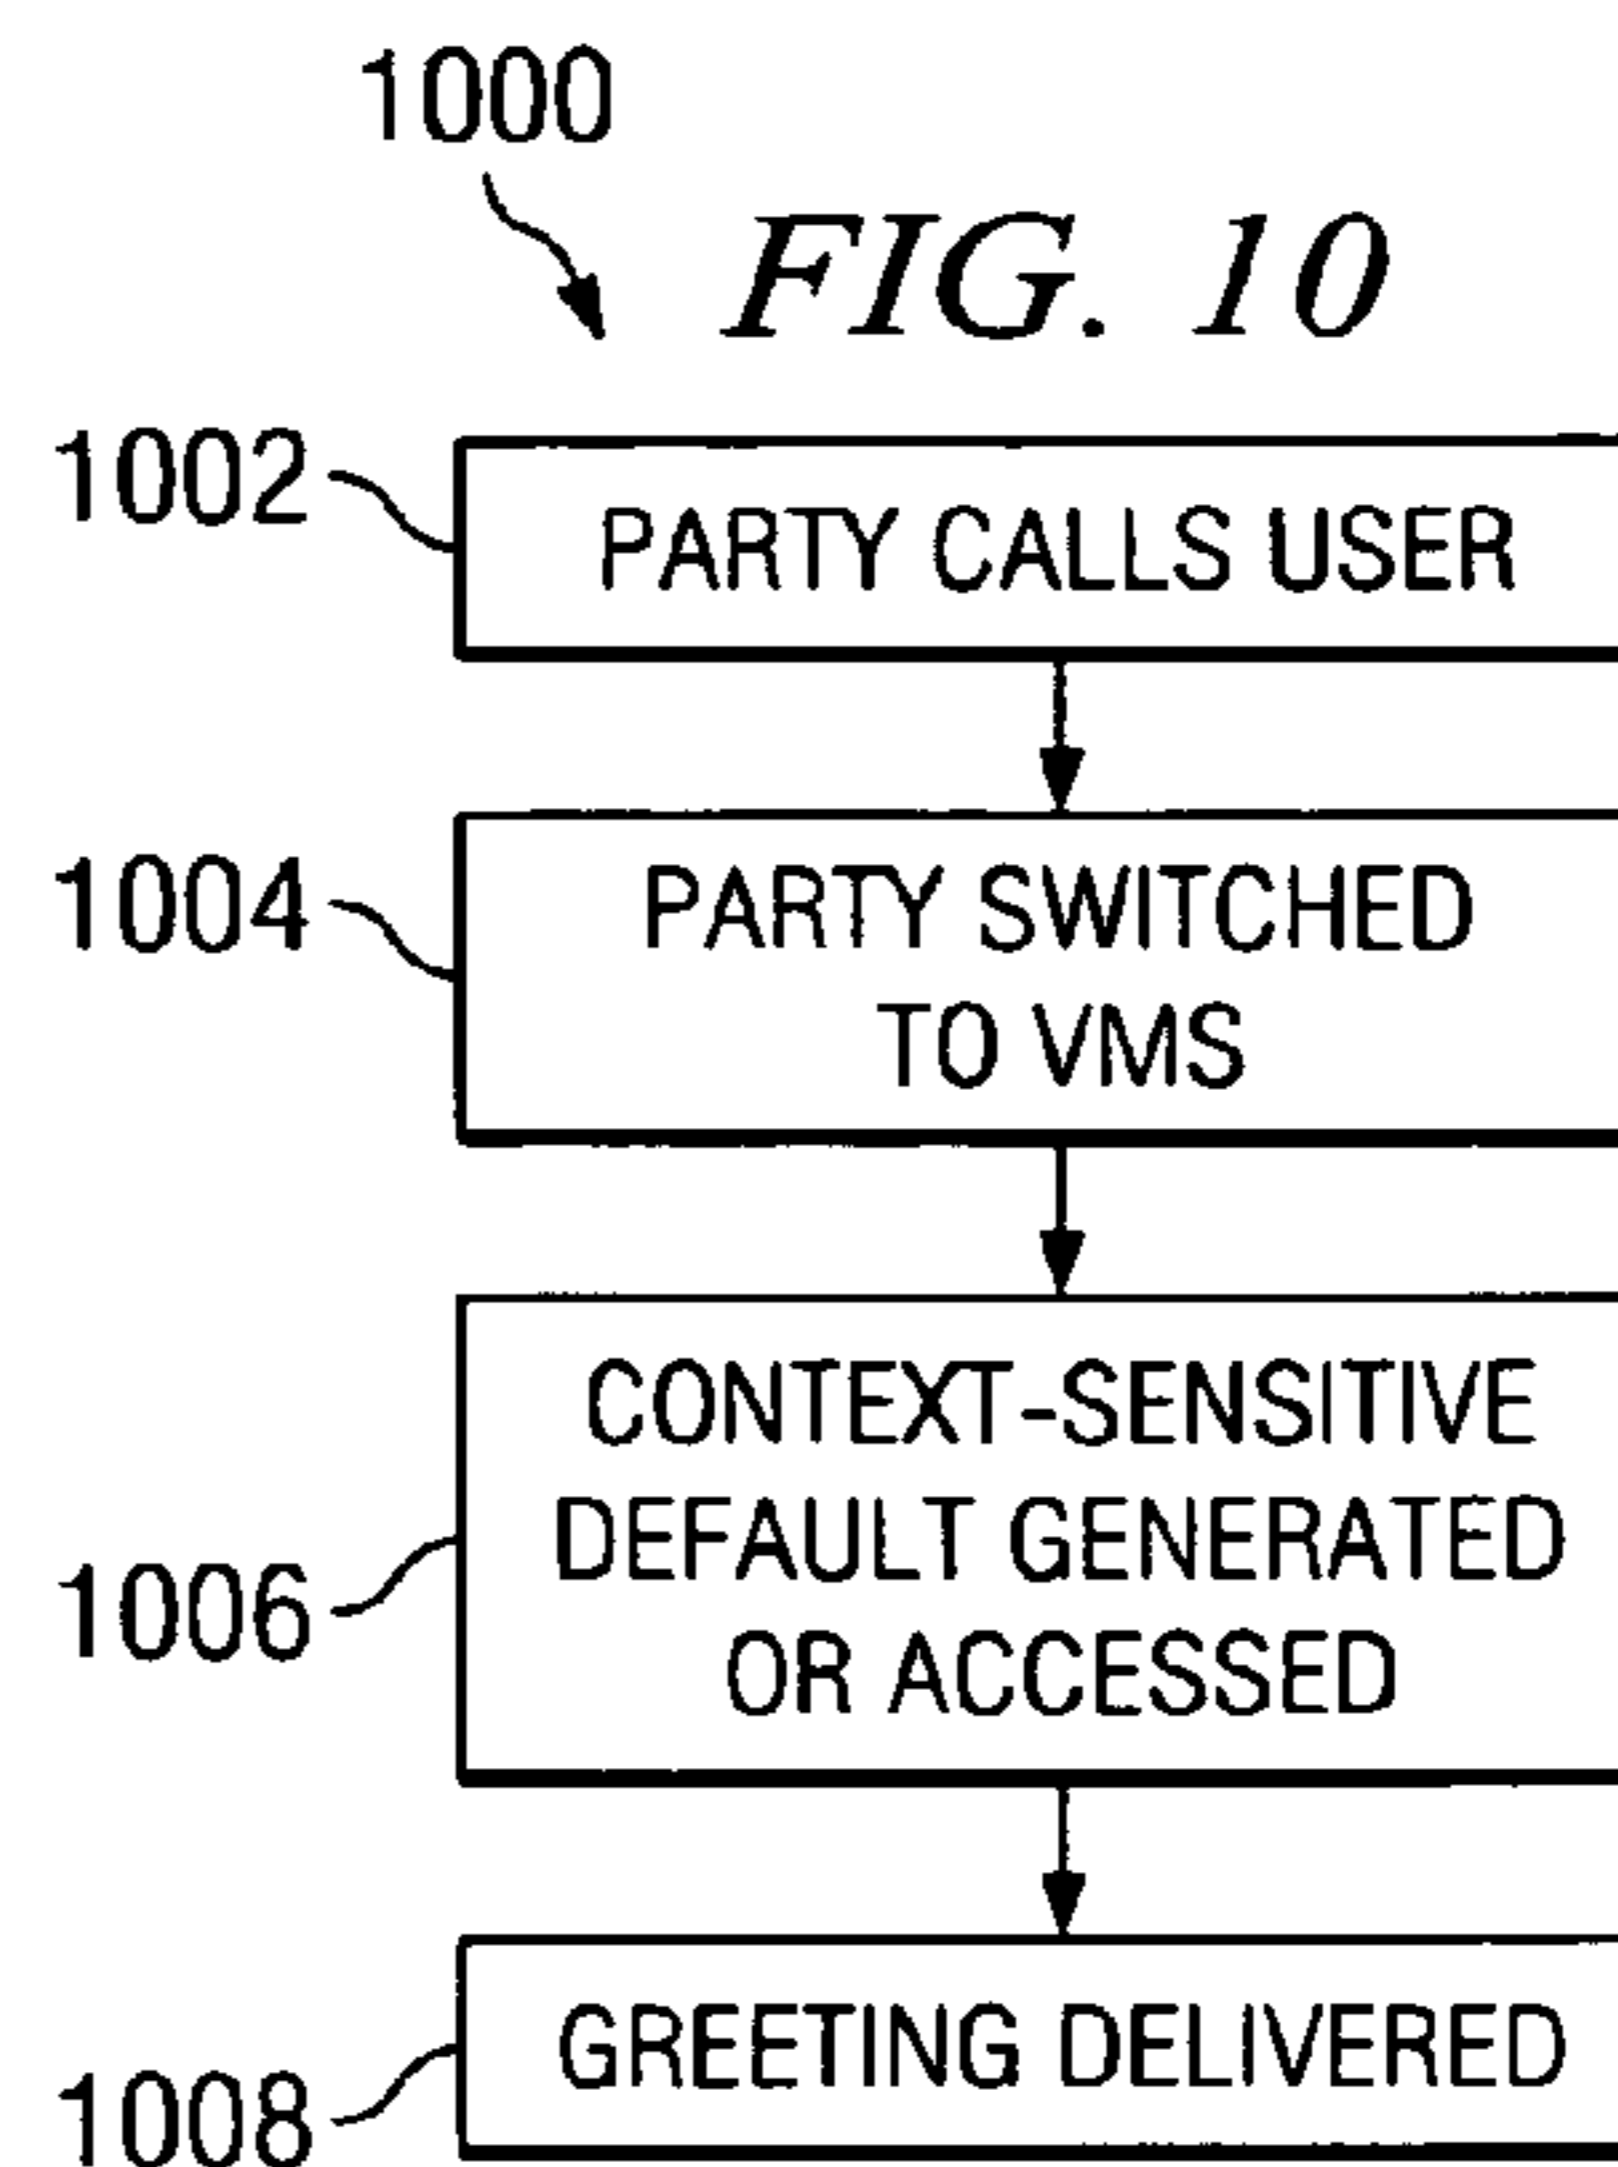 1000
FIG. 10
1002
PARTY CALLS USER
1004
PARTY SWITCHED
TO VMS
1006
CONTEXT-SENSITIVE
DEFAULT GENERATED
OR ACCESSED
1008
GREETING DELIVERED